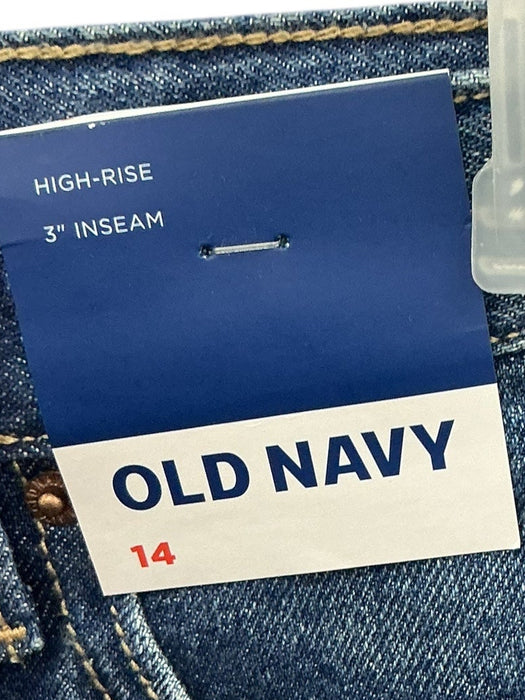 HIGH-RISE
3" INSEAM
OLD NAVY
14